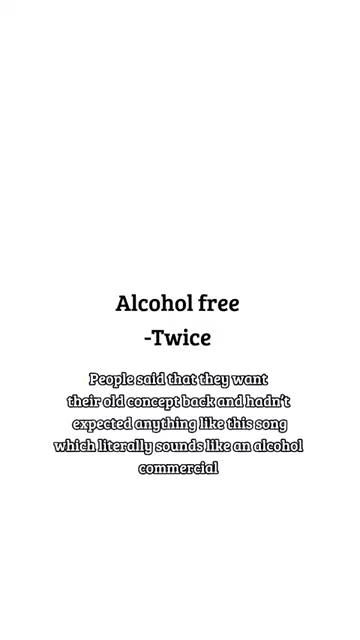 Alcohol free
-Twice
People said that they want
their old concept back and hadn't
expected anything like this song
which literally sounds like an alcohol
commercial